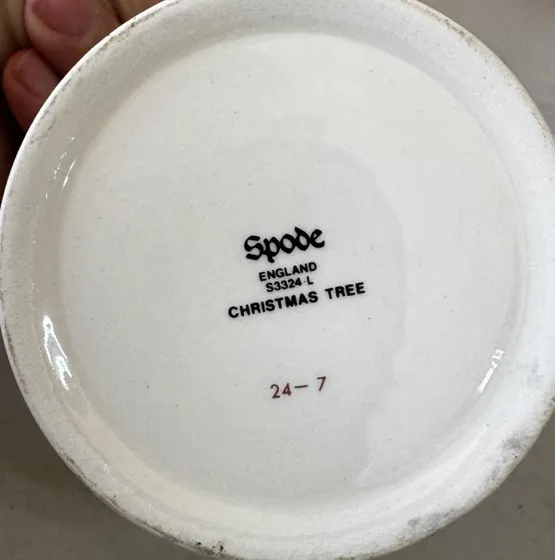 Spode
ENGLAND
S3324-L
CHRISTMAS TREE
24-7